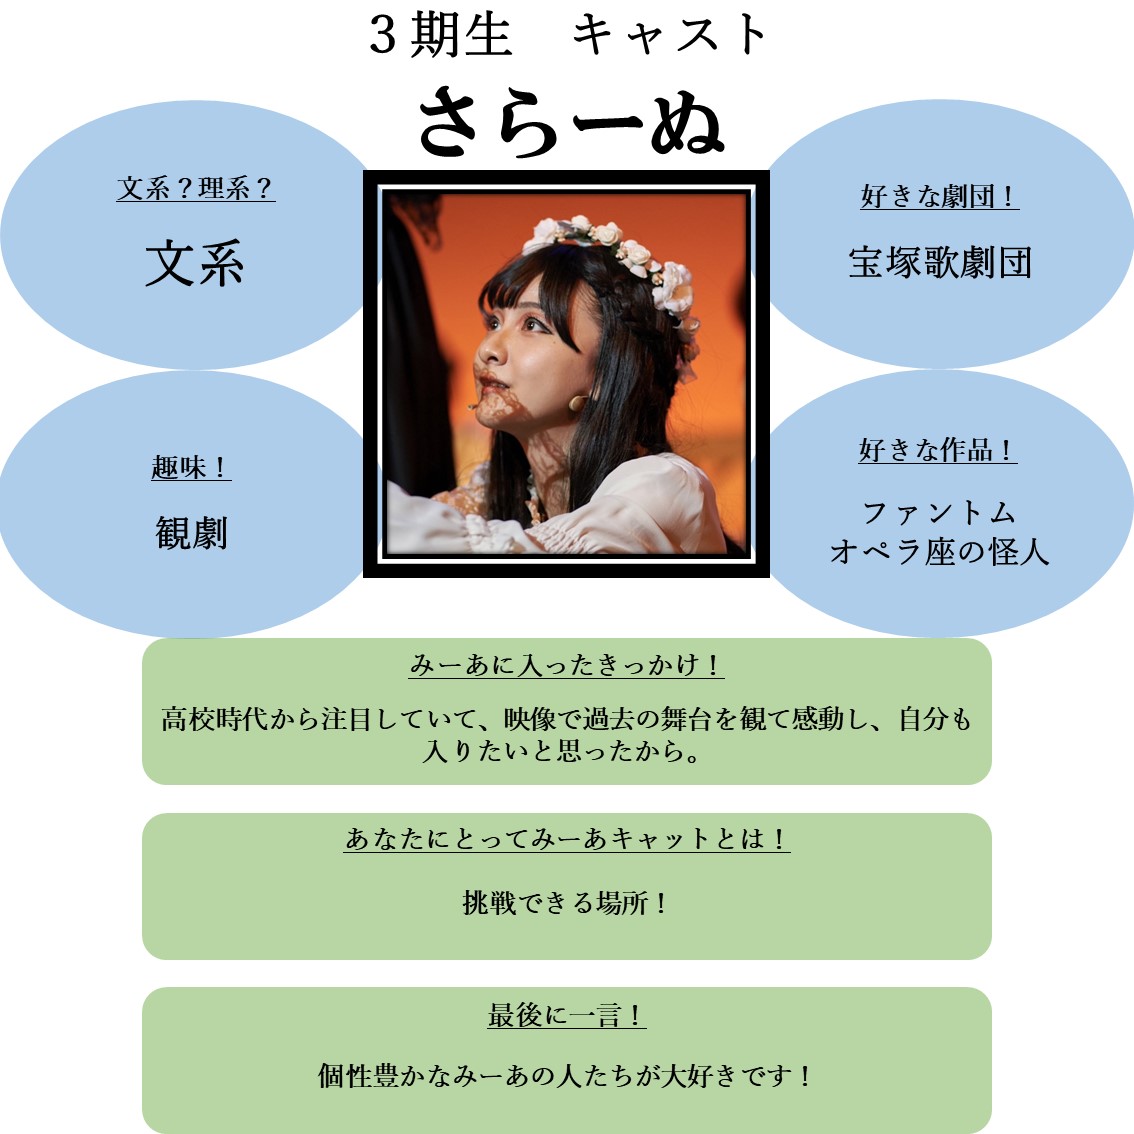 ３期生　キャスト
さらーぬ
文系？理系？
文系
好きな劇団！
宝塚歌劇団
趣味！
観劇
好きな作品！
ファントム
オペラ座の怪人
みーあに入ったきっかけ！
高校時代から注目していて、映像で過去の舞台を観て感動し、自分も
入りたいと思ったから。
あなたにとってみーあキャットとは！
挑戦できる場所！
最後に一言！
個性豊かなみーあの人たちが大好きです！